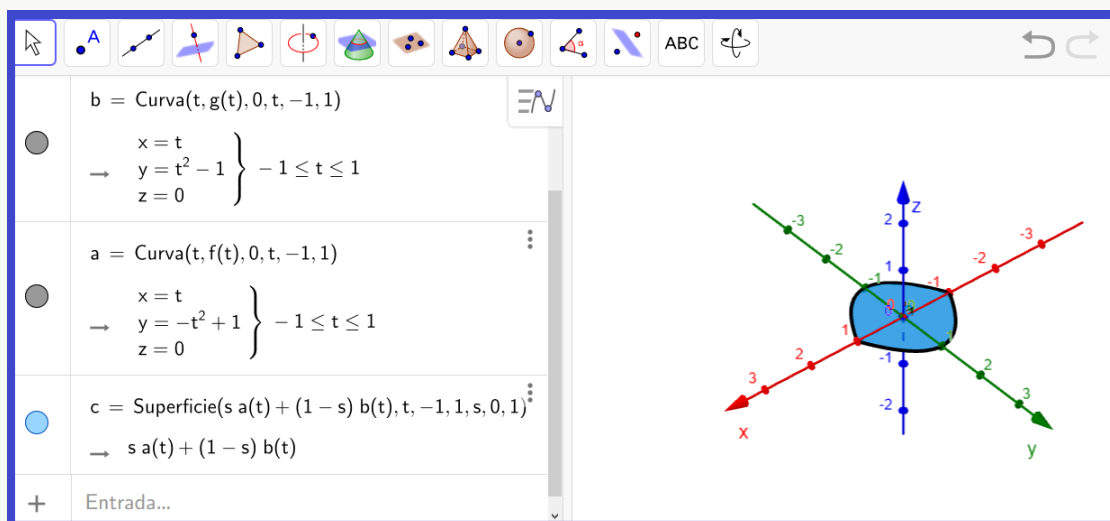 A
α
ABC
b = Curva(t, g(t), 0, t, −1, 1)
→ x = t
y = t² − 1
z = 0
} − 1 ≤ t ≤ 1
a = Curva(t, f(t), 0, t, −1, 1)
→ x = t
y = −t² + 1
z = 0
} − 1 ≤ t ≤ 1
c = Superficie(s a(t) + (1 − s) b(t), t, −1, 1, s, 0, 1)
→ s a(t) + (1 − s) b(t)
+ Entrada...
z
2
1
-1
-2
-3
-2
-1
2
3
y
-3
-2
-1
1
2
3
x